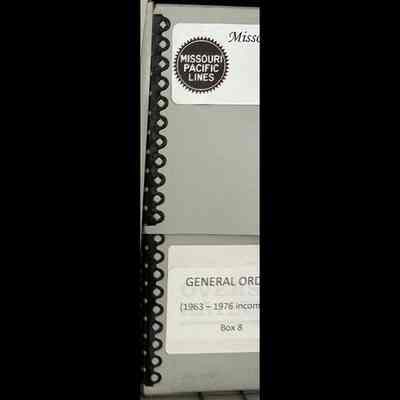 Misso
MISSOURI
PACIFIC
LINES
GENERAL ORD
(1963 – 1976 incom
Box 8